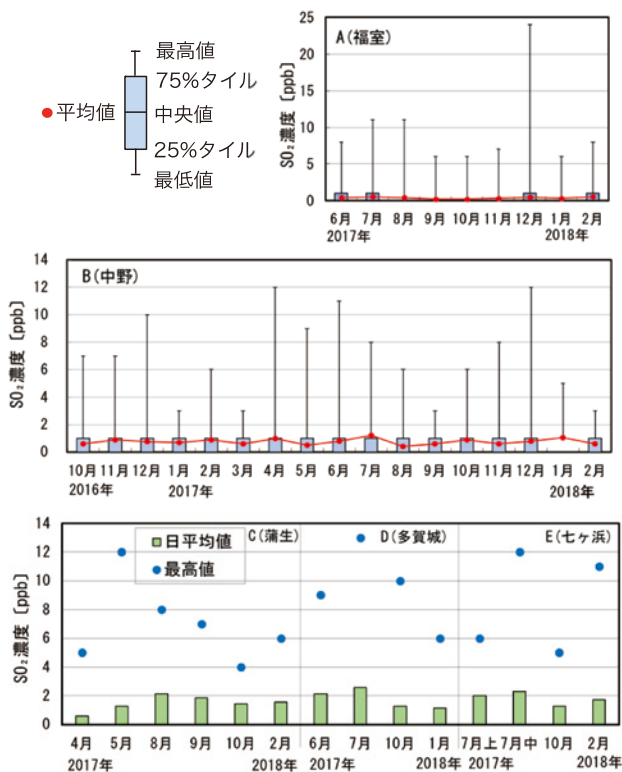 最高値
75%タイル
平均値
中央値
25%タイル
最低値
A(福室)
SO₂濃度 [ppb]
25
20
15
10
5
0
6月 7月 8月 9月 10月 11月 12月 1月 2月
2017年 2018年
B(中野)
SO₂濃度 [ppb]
14
12
10
8
6
4
2
0
10月 11月 12月 1月 2月 3月 4月 5月 6月 7月 8月 9月 10月 11月 12月 1月 2月
2016年 2017年 2018年
日平均値
最高値
C(蒲生)
D(多賀城)
E(七ヶ浜)
SO₂濃度 [ppb]
14
12
10
8
6
4
2
0
4月 5月 8月 9月 10月 2月 6月 7月 10月 1月 7月上 7月中 10月 2月
2017年 2018年 2017年 2018年 2017年 2018年